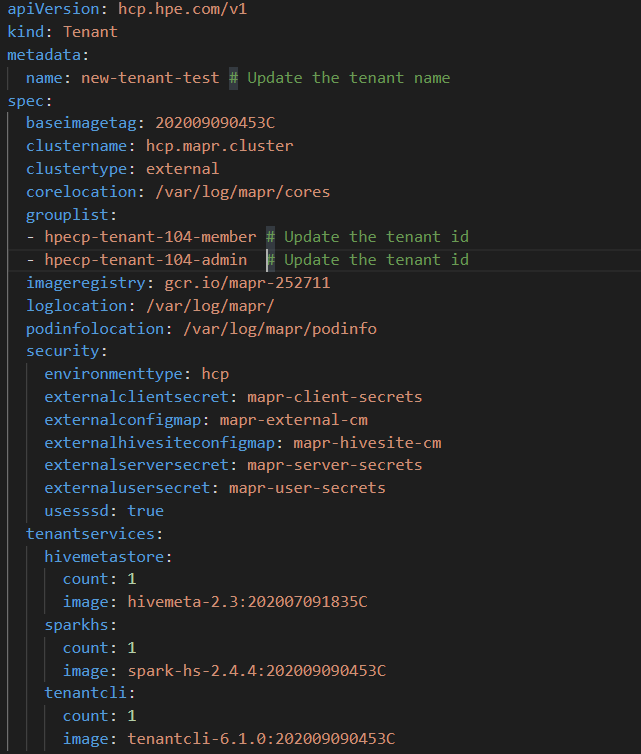 apiVersion: hcp.hpe.com/v1
kind: Tenant
metadata:
  name: new-tenant-test # Update the tenant name
spec:
  baseimagetag: 202009090453C
  clustername: hcp.mapr.cluster
  clustertype: external
  corelocation: /var/log/mapr/cores
  grouplist:
  - hpecp-tenant-104-member # Update the tenant id
  - hpecp-tenant-104-admin  # Update the tenant id
  imageregistry: gcr.io/mapr-252711
  loglocation: /var/log/mapr/
  podinfolocation: /var/log/mapr/podinfo
  security:
    environmenttype: hcp
    externalclientsecret: mapr-client-secrets
    externalconfigmap: mapr-external-cm
    externalhivesiteconfigmap: mapr-hivesite-cm
    externalserversecret: mapr-server-secrets
    externalusersecret: mapr-user-secrets
    usesssd: true
  tenantservices:
    hivemetastore:
      count: 1
      image: hivemeta-2.3:202007091835C
    sparkhs:
      count: 1
      image: spark-hs-2.4.4:202009090453C
    tenantcli:
      count: 1
      image: tenantcli-6.1.0:202009090453C